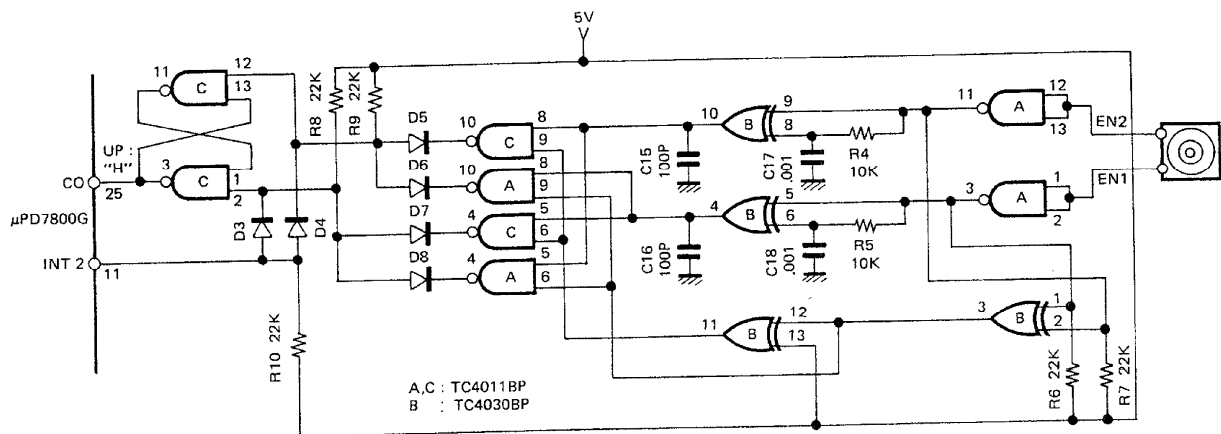 5V
11
12
13
C
UP :
"H"
3
1
2
C
CO
25
μPD7800G
INT 2
11
R8 22K
R9 22K
D3
D4
R10 22K
D5
10
C
8
9
D6
10
A
8
9
D7
4
C
5
6
D8
4
A
5
6
C15
100P
C16
100P
10
B
9
8
C17
.001
R4
10K
4
B
5
6
C18
.001
R5
10K
11
A
12
13
EN2
3
A
1
2
EN1
11
B
12
13
3
B
1
2
R6 22K
R7 22K
A,C : TC4011BP
B : TC4030BP